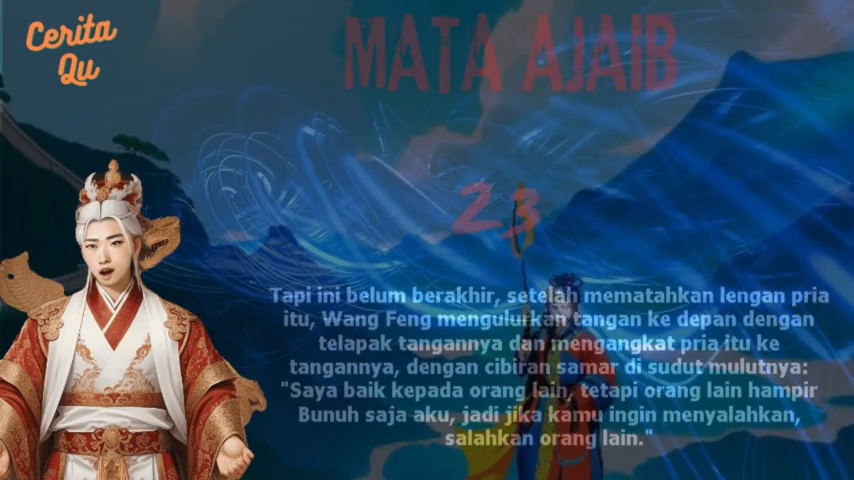 Cerita
Qu
MATA AJAIB
23
Tapi ini belum berakhir, setelah mematahkan lengan pria
itu, Wang Feng mengulurkan tangan ke depan dengan
telapak tangannya dan mengangkat pria itu ke
tangannya, dengan cibiran samar di sudut mulutnya:
"Saya baik kepada orang lain, tetapi orang lain hampir
Bunuh saja aku, jadi jika kamu ingin menyalahkan,
salahkan orang lain."